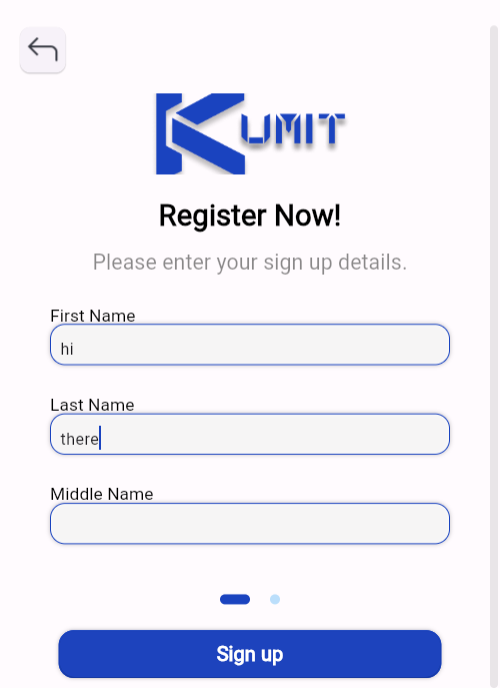 KUMIT
Register Now!
Please enter your sign up details.
First Name
hi
Last Name
there
Middle Name
Sign up